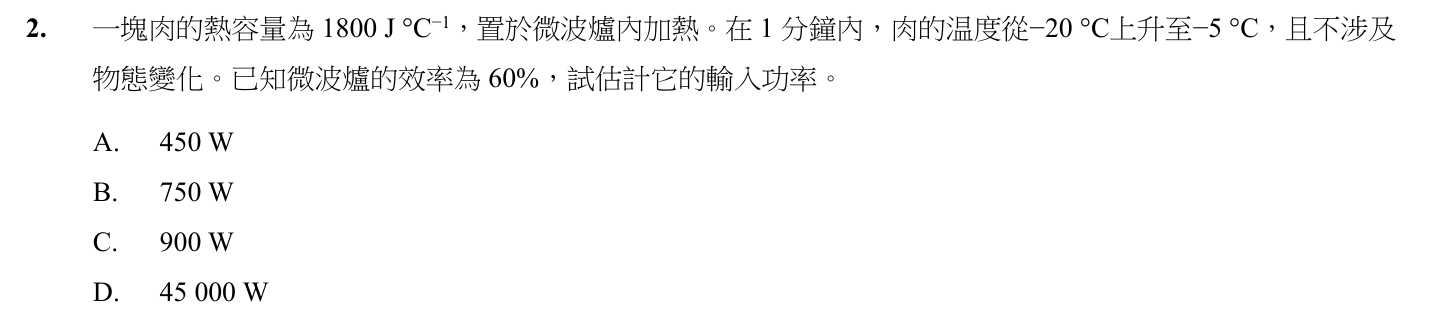 2. 一塊肉的熱容量為 1800 J °C⁻¹，置於微波爐內加熱。在 1 分鐘內，肉的温度從−20 °C上升至−5 °C，且不涉及
物態變化。已知微波爐的效率為 60%，試估計它的輸入功率。
A. 450 W
B. 750 W
C. 900 W
D. 45 000 W